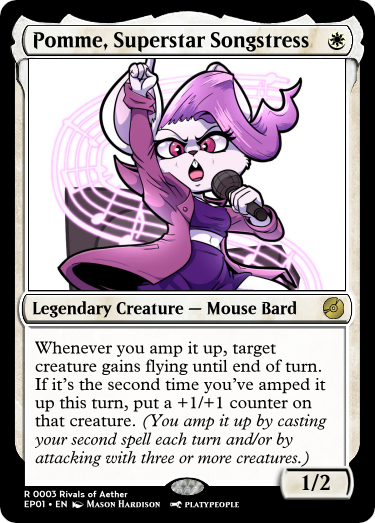 Pomme, Superstar Songstress
Legendary Creature — Mouse Bard
Whenever you amp it up, target
creature gains flying until end of turn.
If it's the second time you've amped it
up this turn, put a +1/+1 counter on
that creature. (You amp it up by casting
your second spell each turn and/or by
attacking with three or more creatures.)
1/2
R 0003 Rivals of Aether
EP01 • EN Mason Hardison PLATYPEOPLE